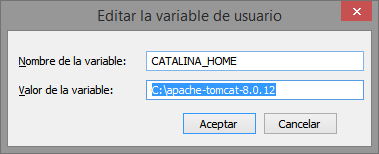 Editar la variable de usuario
Nombre de la variable: CATALINA_HOME
Valor de la variable: C:\apache-tomcat-8.0.12
Aceptar Cancelar